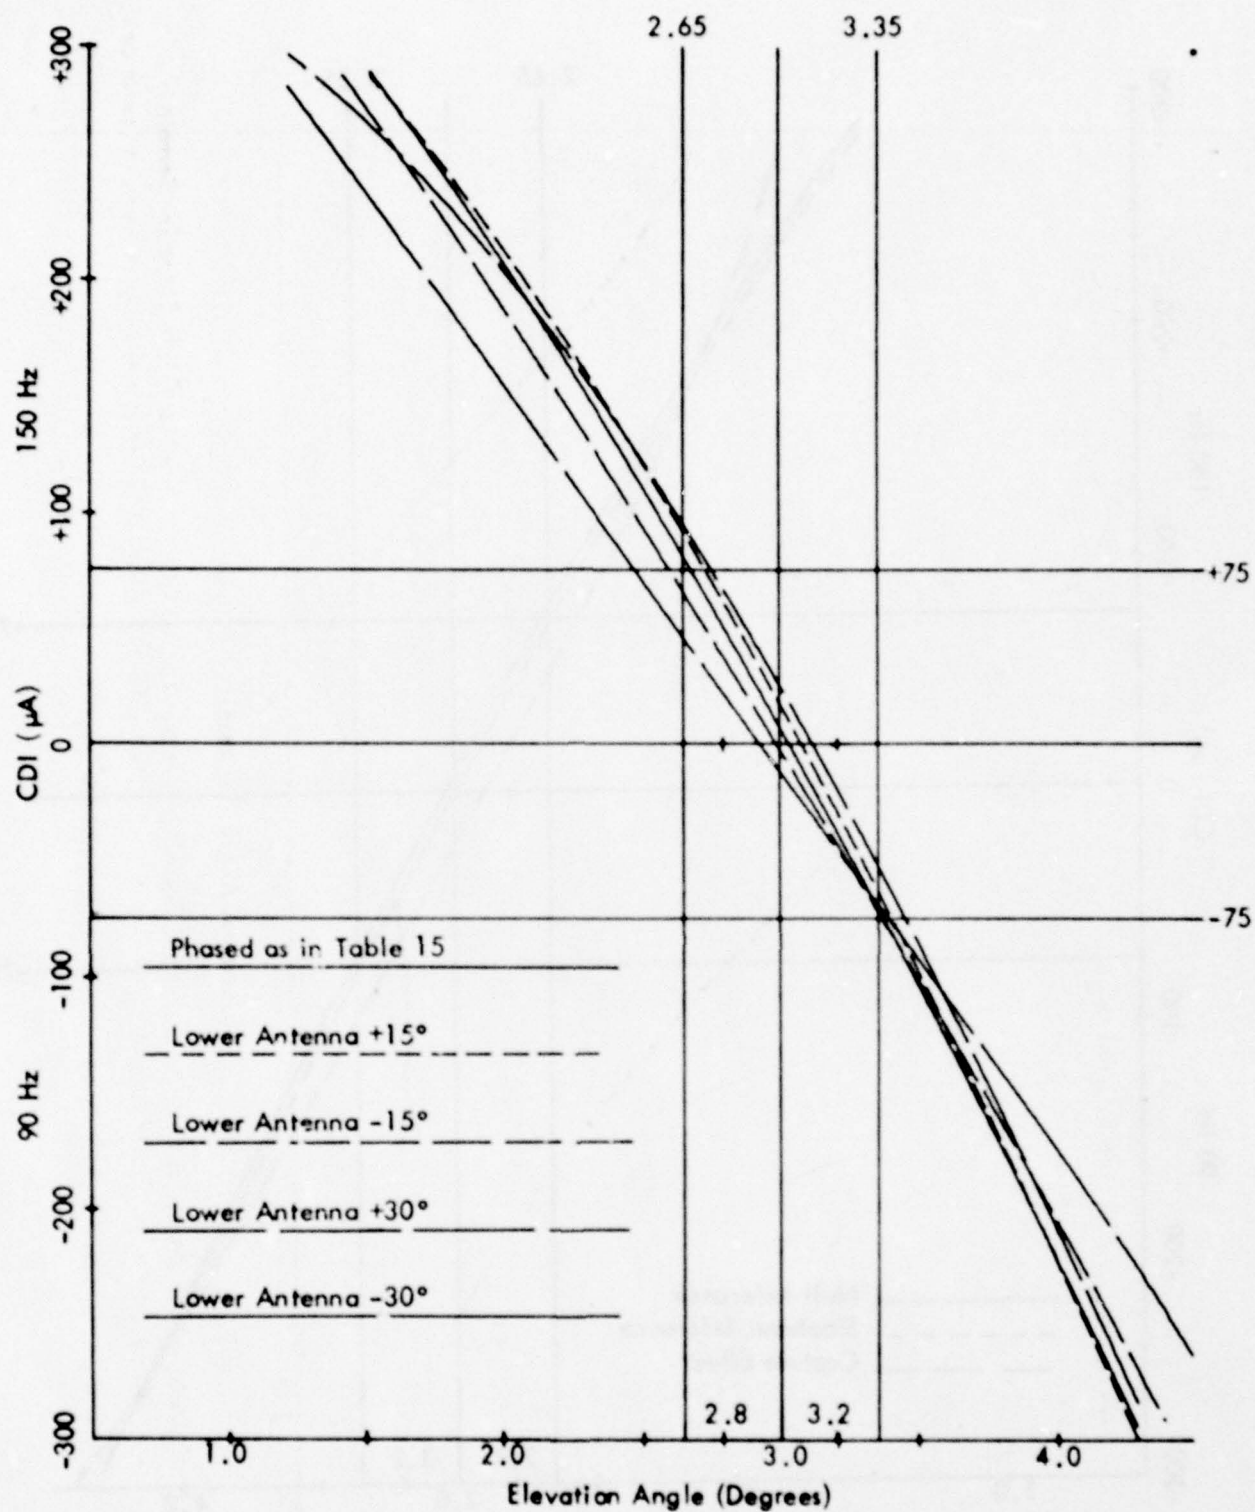 2.65 3.35
+300
+200
150 Hz
+100
+75
CDI (μA)
0
-75
-100
90 Hz
-200
-300
Phased as in Table 15
Lower Antenna +15°
Lower Antenna -15°
Lower Antenna +30°
Lower Antenna -30°
2.8 3.2
1.0 2.0 3.0 4.0
Elevation Angle (Degrees)